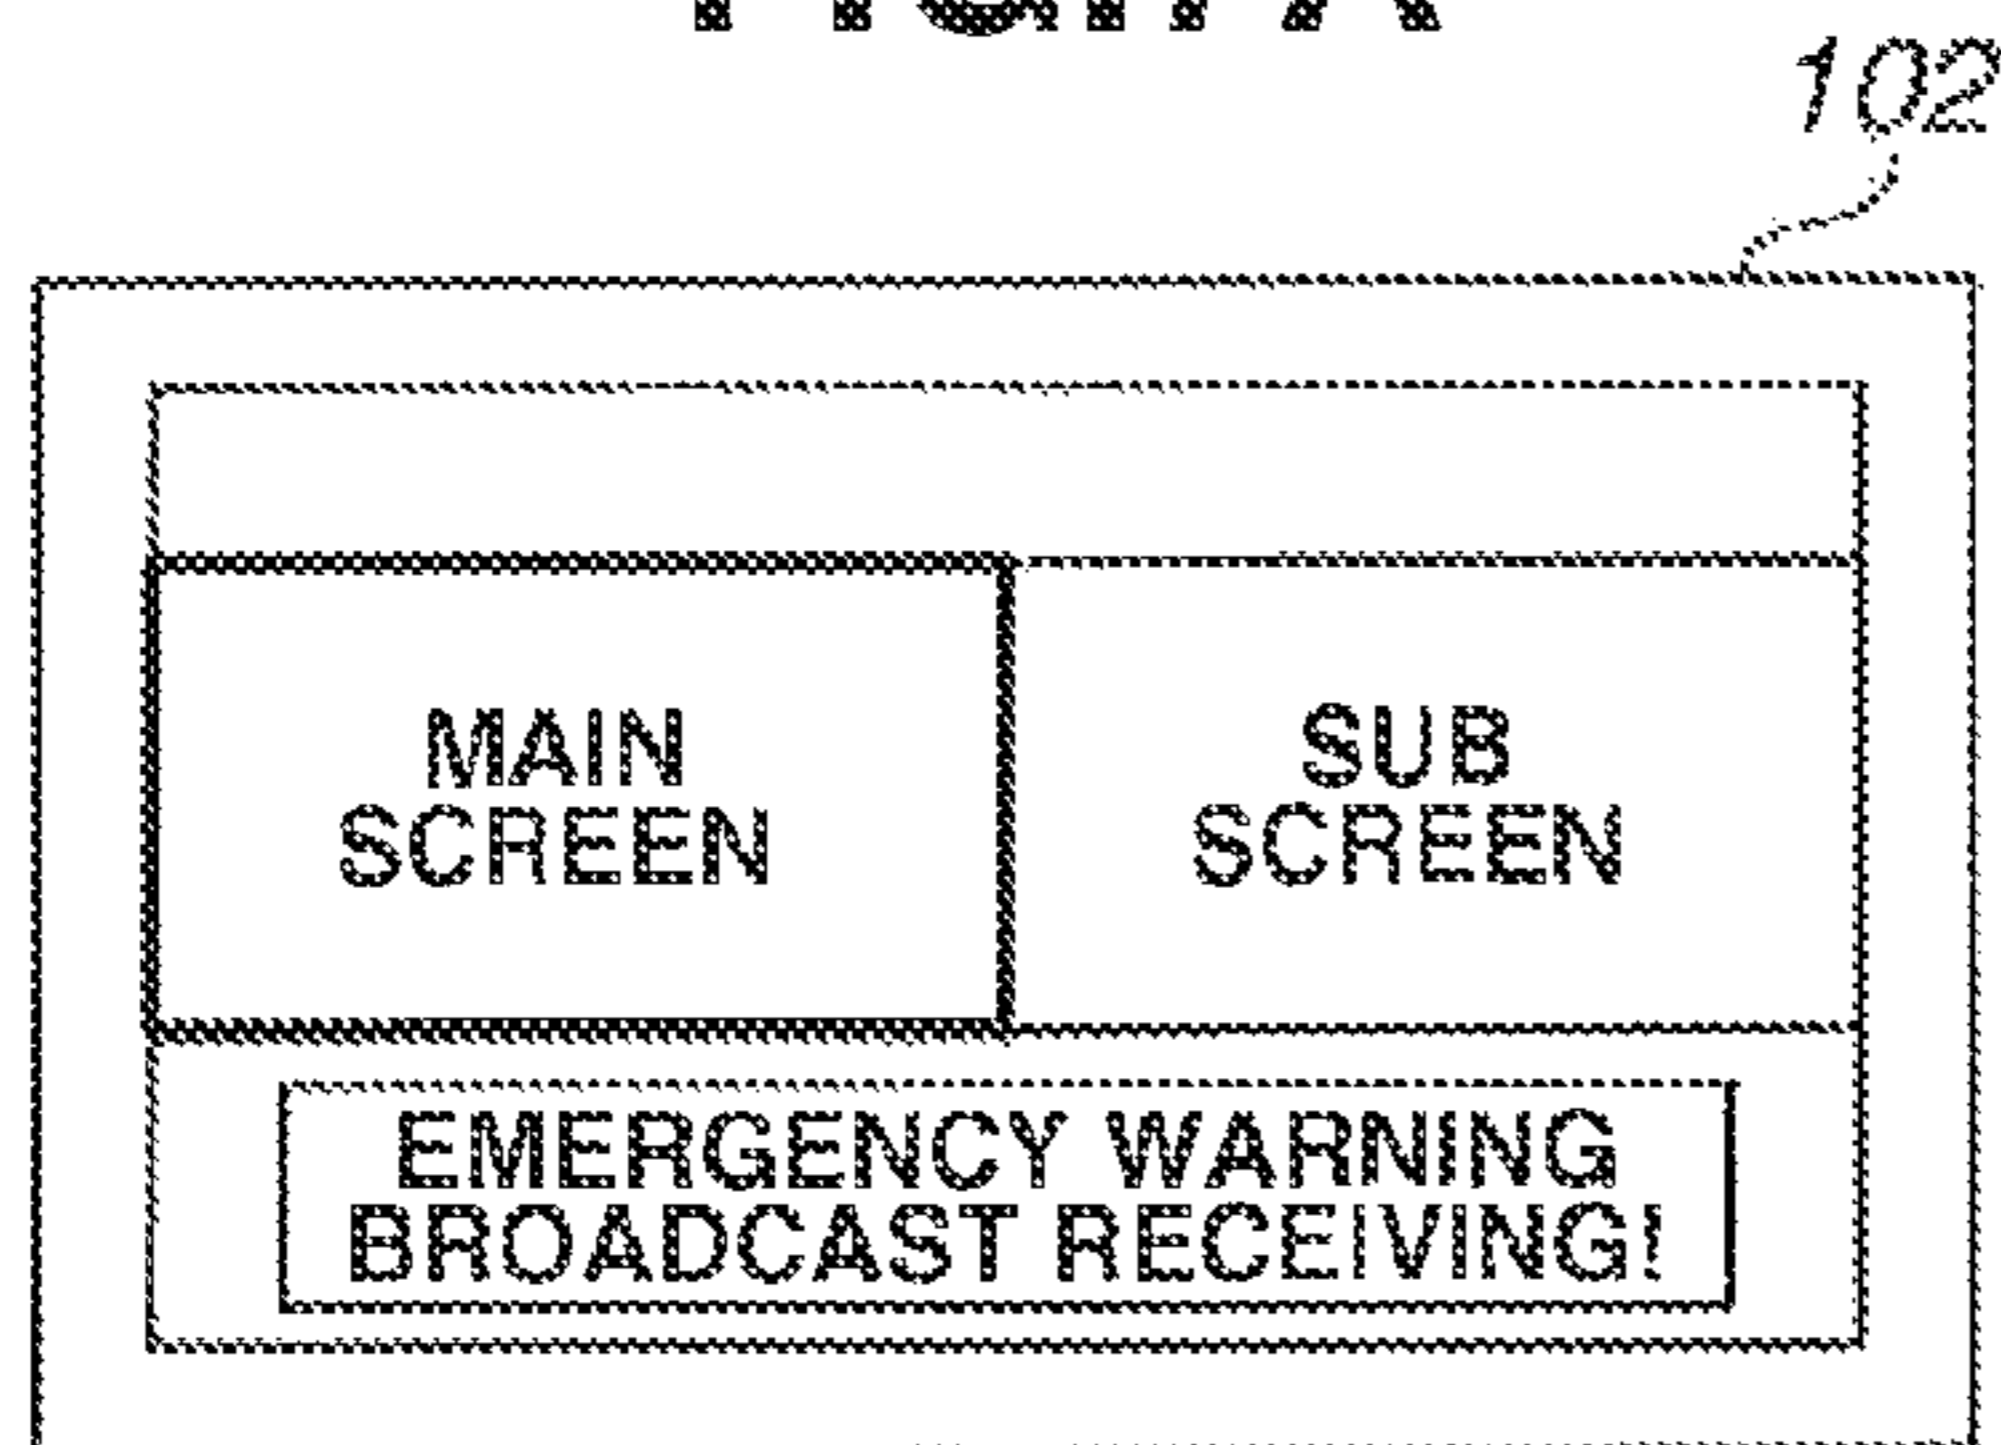 102
MAIN
SCREEN
SUB
SCREEN
EMERGENCY WARNING
BROADCAST RECEIVING!